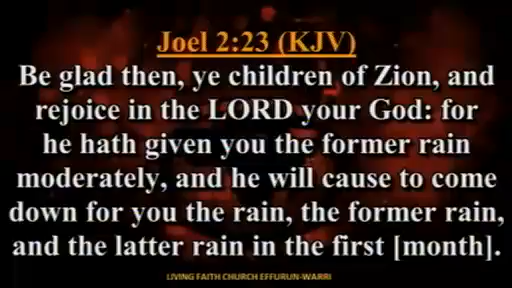 Joel 2:23 (KJV)
Be glad then, ye children of Zion, and
rejoice in the LORD your God: for
he hath given you the former rain
moderately, and he will cause to come
down for you the rain, the former rain,
and the latter rain in the first [month].
LIVING FAITH CHURCH EFFURUN-WARRI